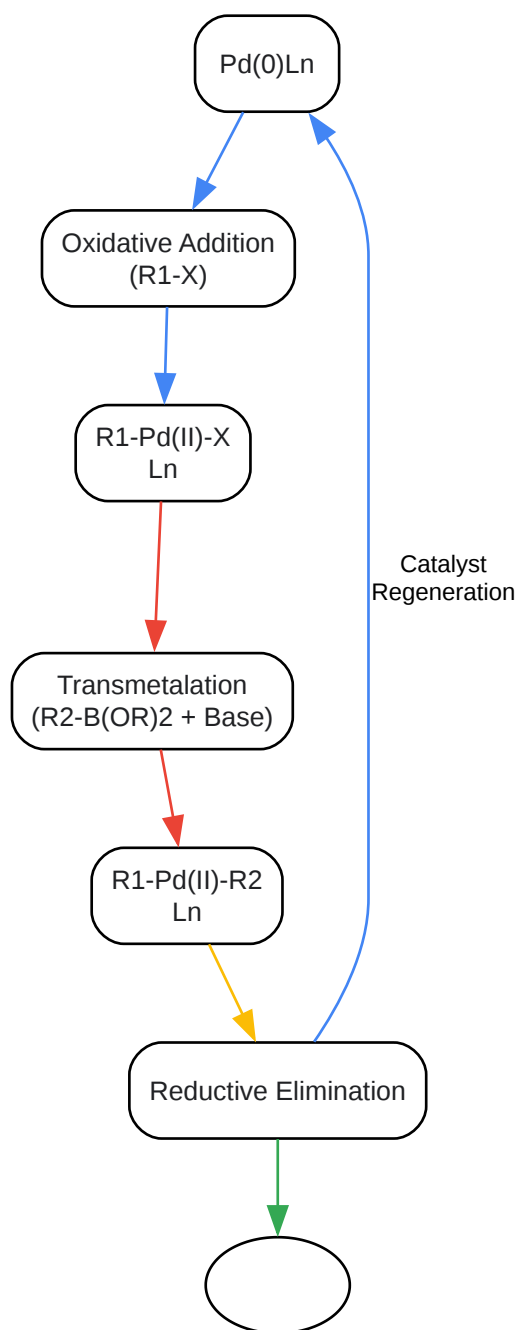 Pd(0)Ln
Oxidative Addition
(R1-X)
R1-Pd(II)-X
Ln
Catalyst
Regeneration
Transmetalation
(R2-B(OR)2 + Base)
R1-Pd(II)-R2
Ln
Reductive Elimination